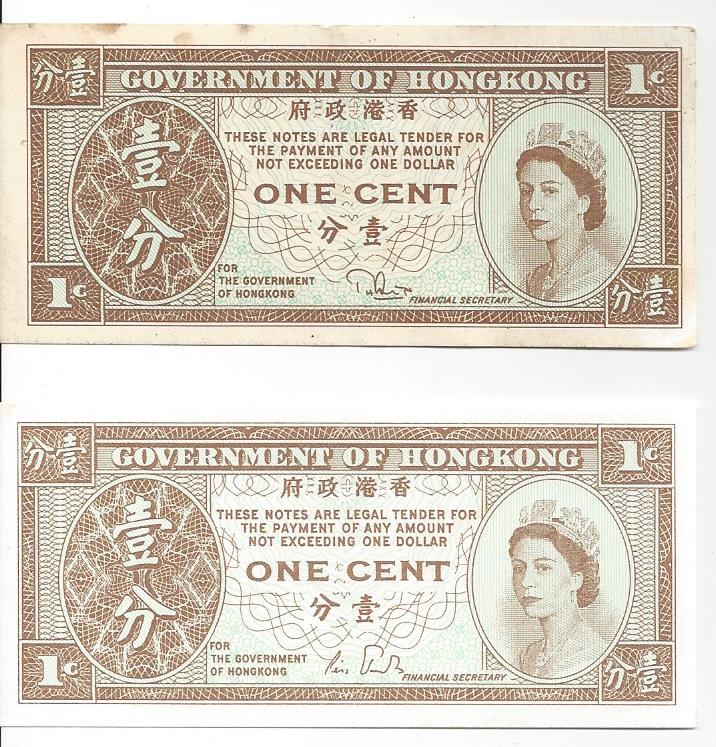 壹分
GOVERNMENT OF HONGKONG
1¢
香港政府
THESE NOTES ARE LEGAL TENDER FOR
THE PAYMENT OF ANY AMOUNT
NOT EXCEEDING ONE DOLLAR
壹分
ONE CENT
壹分
FOR
THE GOVERNMENT
OF HONGKONG
FINANCIAL SECRETARY
1¢
壹分
壹分
GOVERNMENT OF HONGKONG
1¢
香港政府
THESE NOTES ARE LEGAL TENDER FOR
THE PAYMENT OF ANY AMOUNT
NOT EXCEEDING ONE DOLLAR
壹分
ONE CENT
壹分
FOR
THE GOVERNMENT
OF HONGKONG
FINANCIAL SECRETARY
1¢
壹分